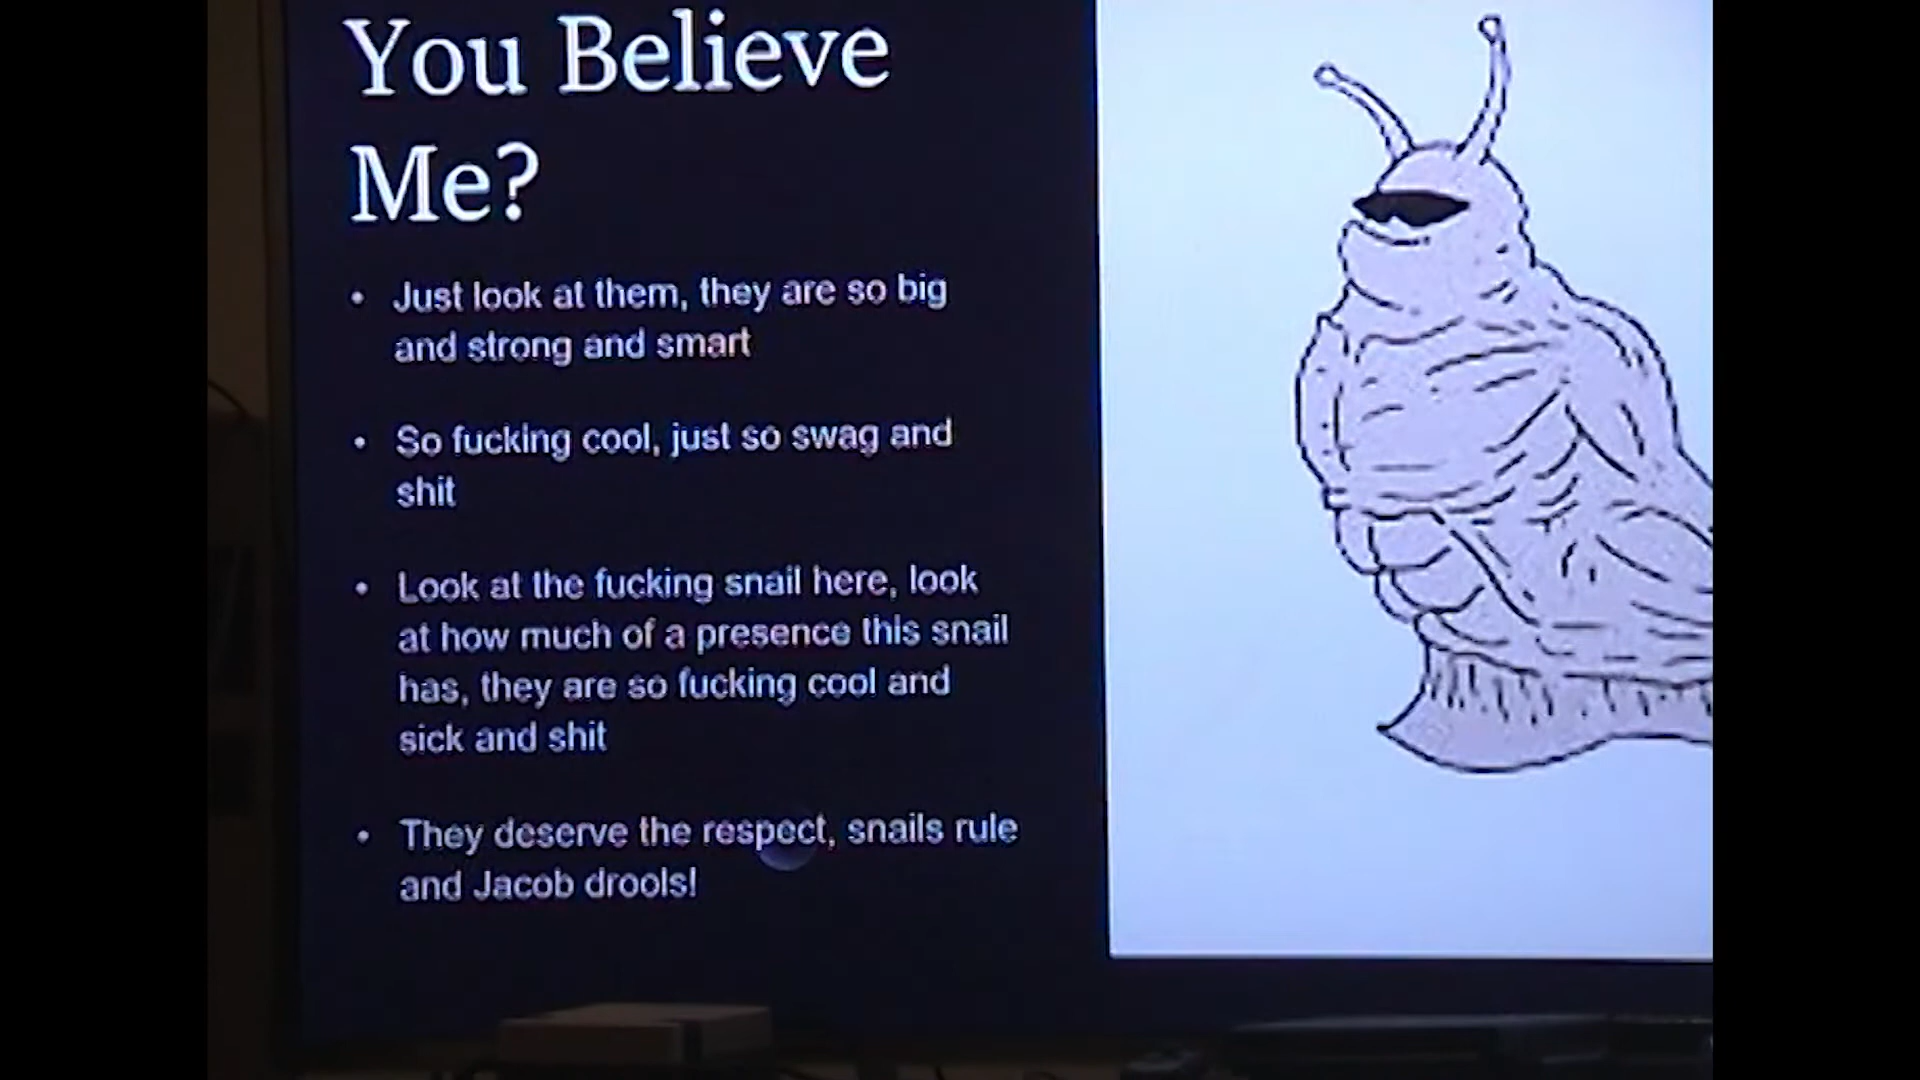 You Believe
Me?
• Just look at them, they are so big
and strong and smart
• So fucking cool, just so swag and
shit
• Look at the fucking snail here, look
at how much of a presence this snail
has, they are so fucking cool and
sick and shit
• They deserve the respect, snails rule
and Jacob drools!